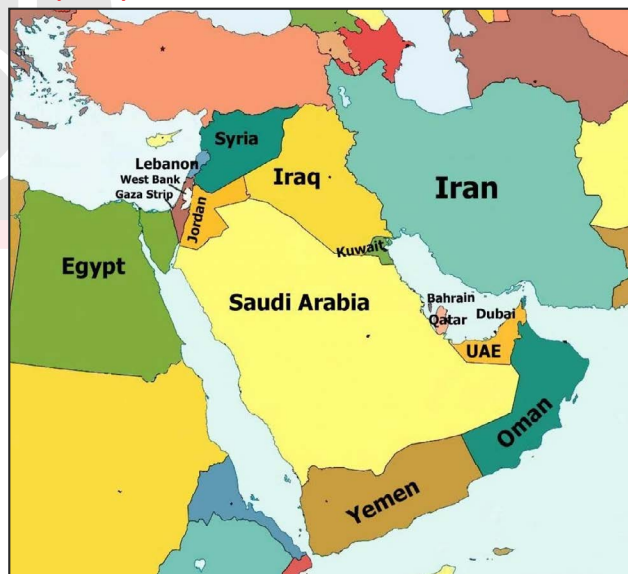 Syria
Lebanon
West Bank
Gaza Strip
Iraq
Iran
Jordan
Kuwait
Egypt
Saudi Arabia
Bahrain
Qatar
Dubai
UAE
Oman
Yemen